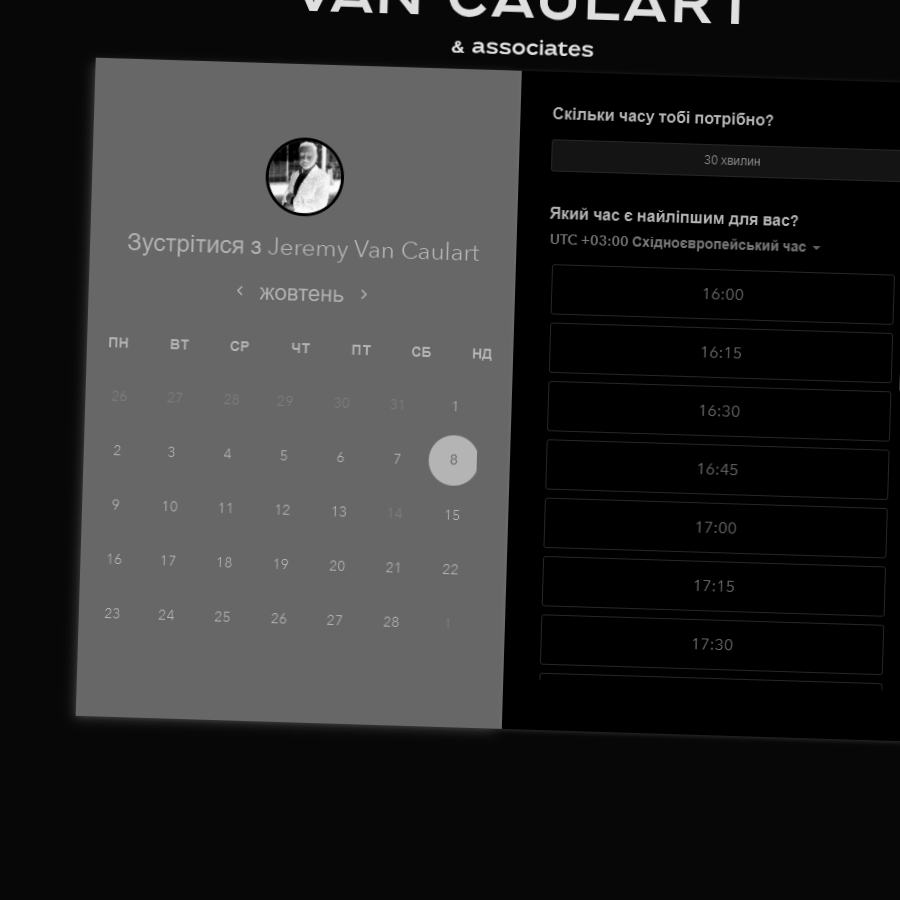 VAN CAULART
& associates
Зустрітися з Jeremy Van Caulart
жовтень
ПН ВТ СР ЧТ ПТ СБ НД
26 27 28 29 30 31 1
2 3 4 5 6 7 8
9 10 11 12 13 14 15
16 17 18 19 20 21 22
23 24 25 26 27 28 1
Скільки часу тобі потрібно?
30 хвилин
Який час є найліпшим для вас?
UTC +03:00 Східноєвропейський час
16:00
16:15
16:30
16:45
17:00
17:15
17:30